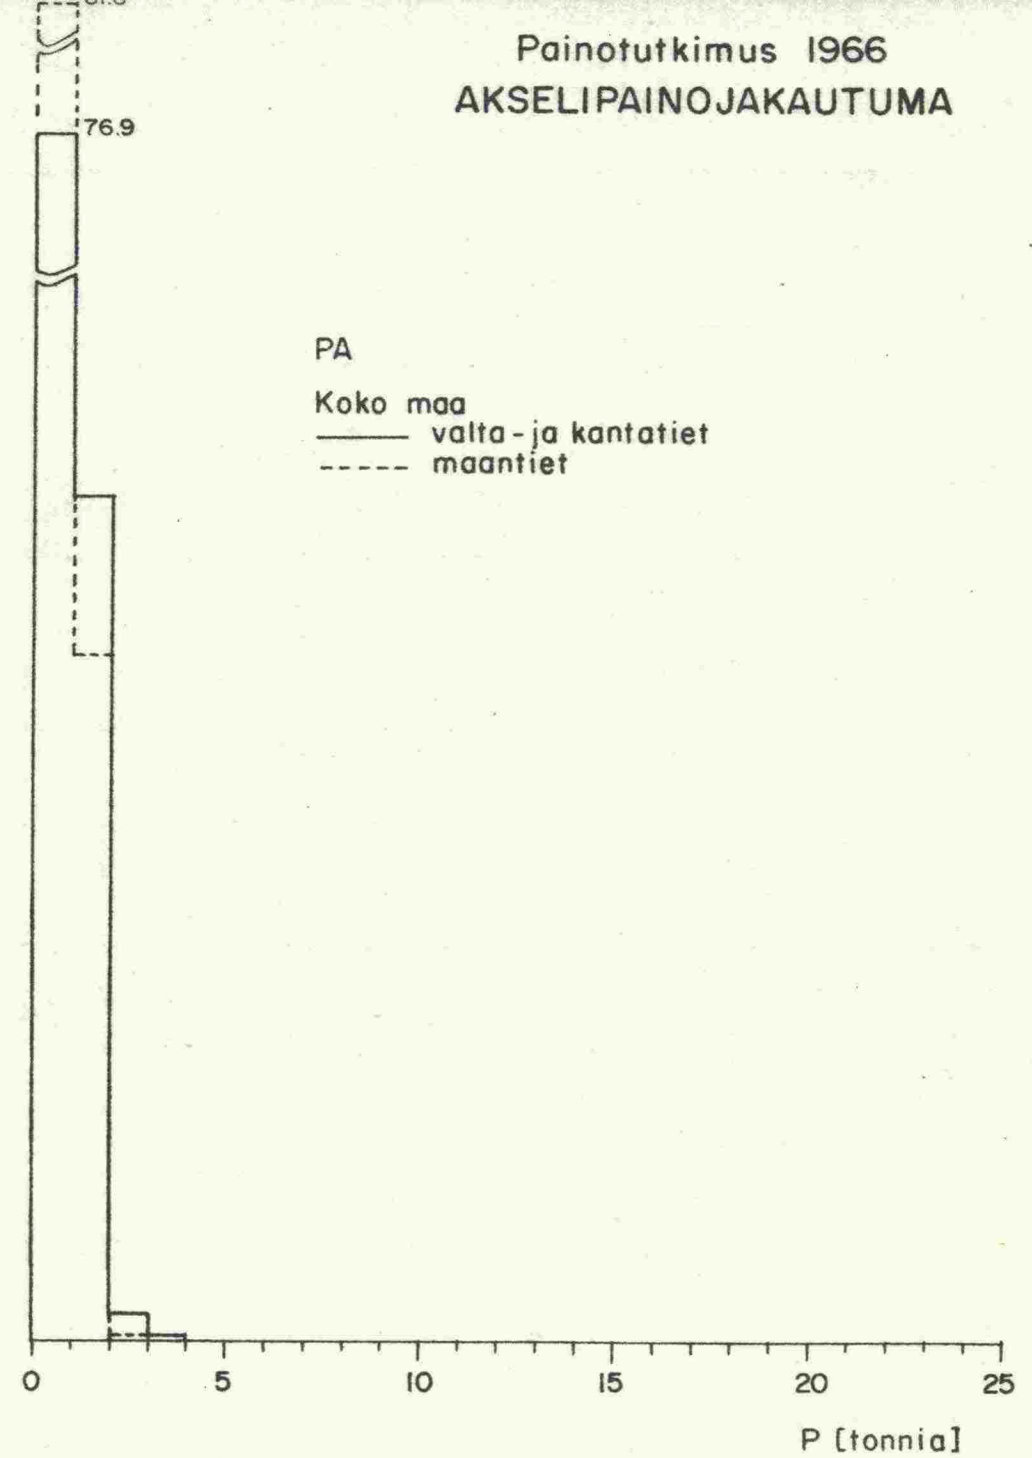 Painotutkimus 1966
AKSELIPAINOJAKAUTUMA
76.9
PA
Koko maa
valta-ja kantatiet
maantiet
0 5 10 15 20 25
P [tonnia]